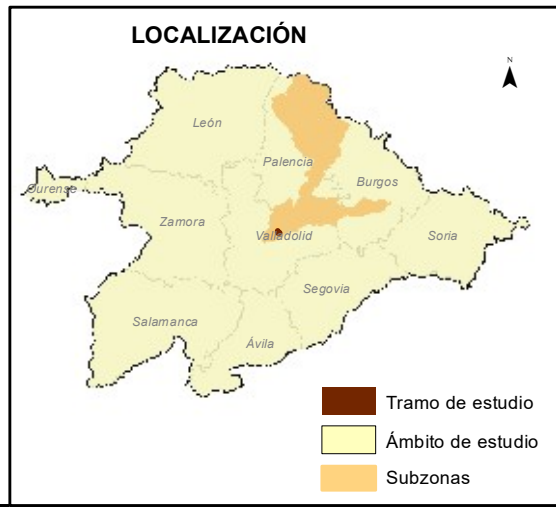 LOCALIZACIÓN
N
León
Palencia
Burgos
Ourense
Zamora
Valladolid
Soria
Segovia
Salamanca
Ávila
Tramo de estudio
Ámbito de estudio
Subzonas